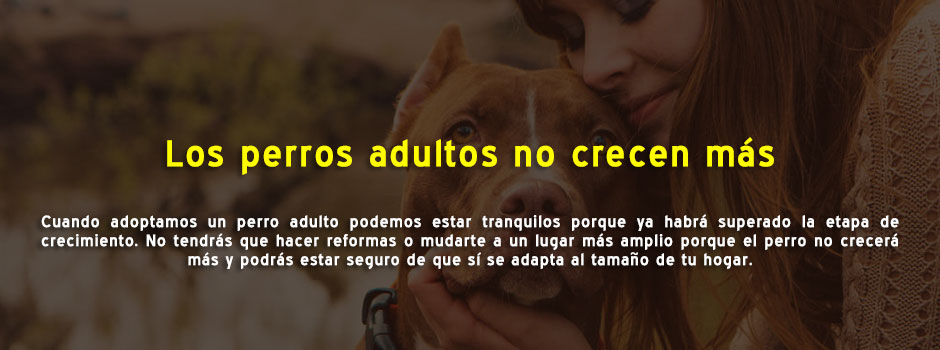 Los perros adultos no crecen más
Cuando adoptamos un perro adulto podemos estar tranquilos porque ya habrá superado la etapa de
crecimiento. No tendrás que hacer reformas o mudarte a un lugar más amplio porque el perro no crecerá
más y podrás estar seguro de que sí se adapta al tamaño de tu hogar.